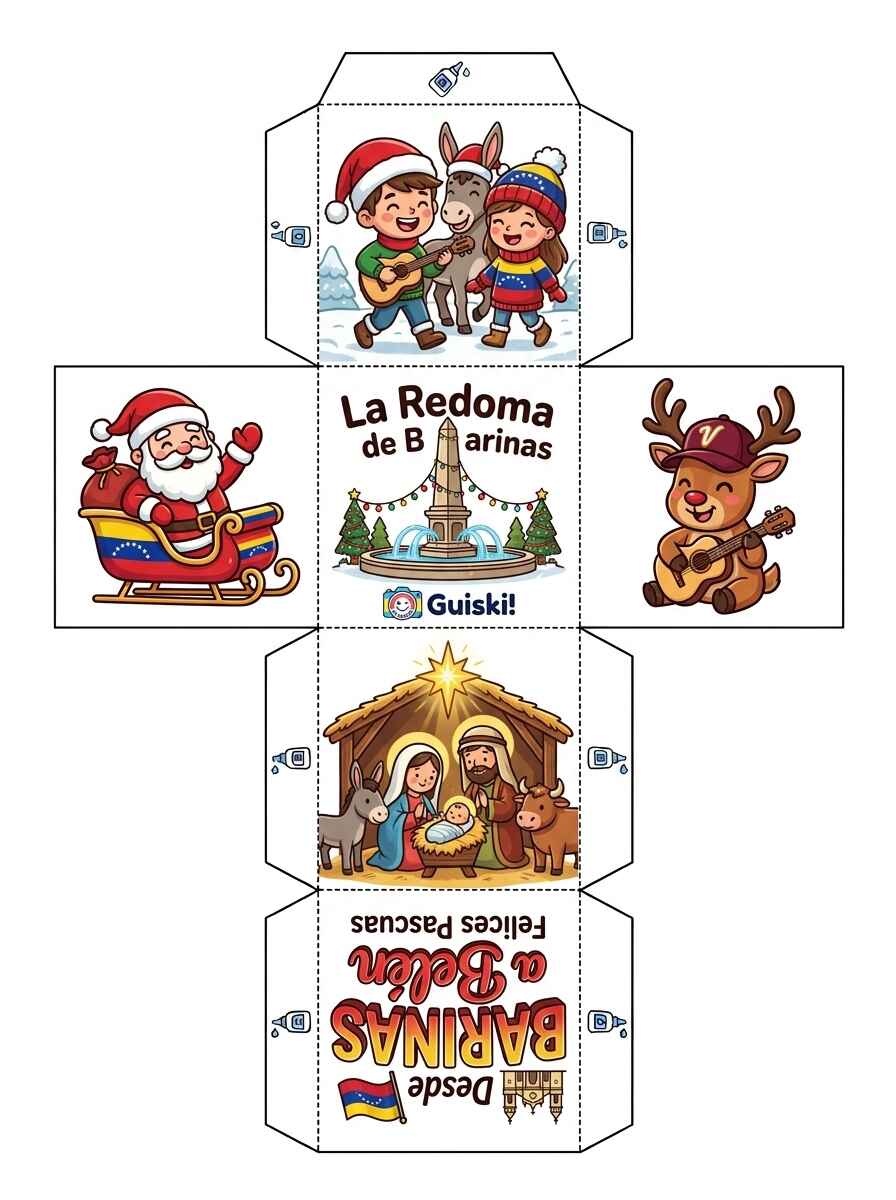 La Redoma
de B arinas
Guiski!
V
Desde
BARINAS
a Belén
Felices Pascuas